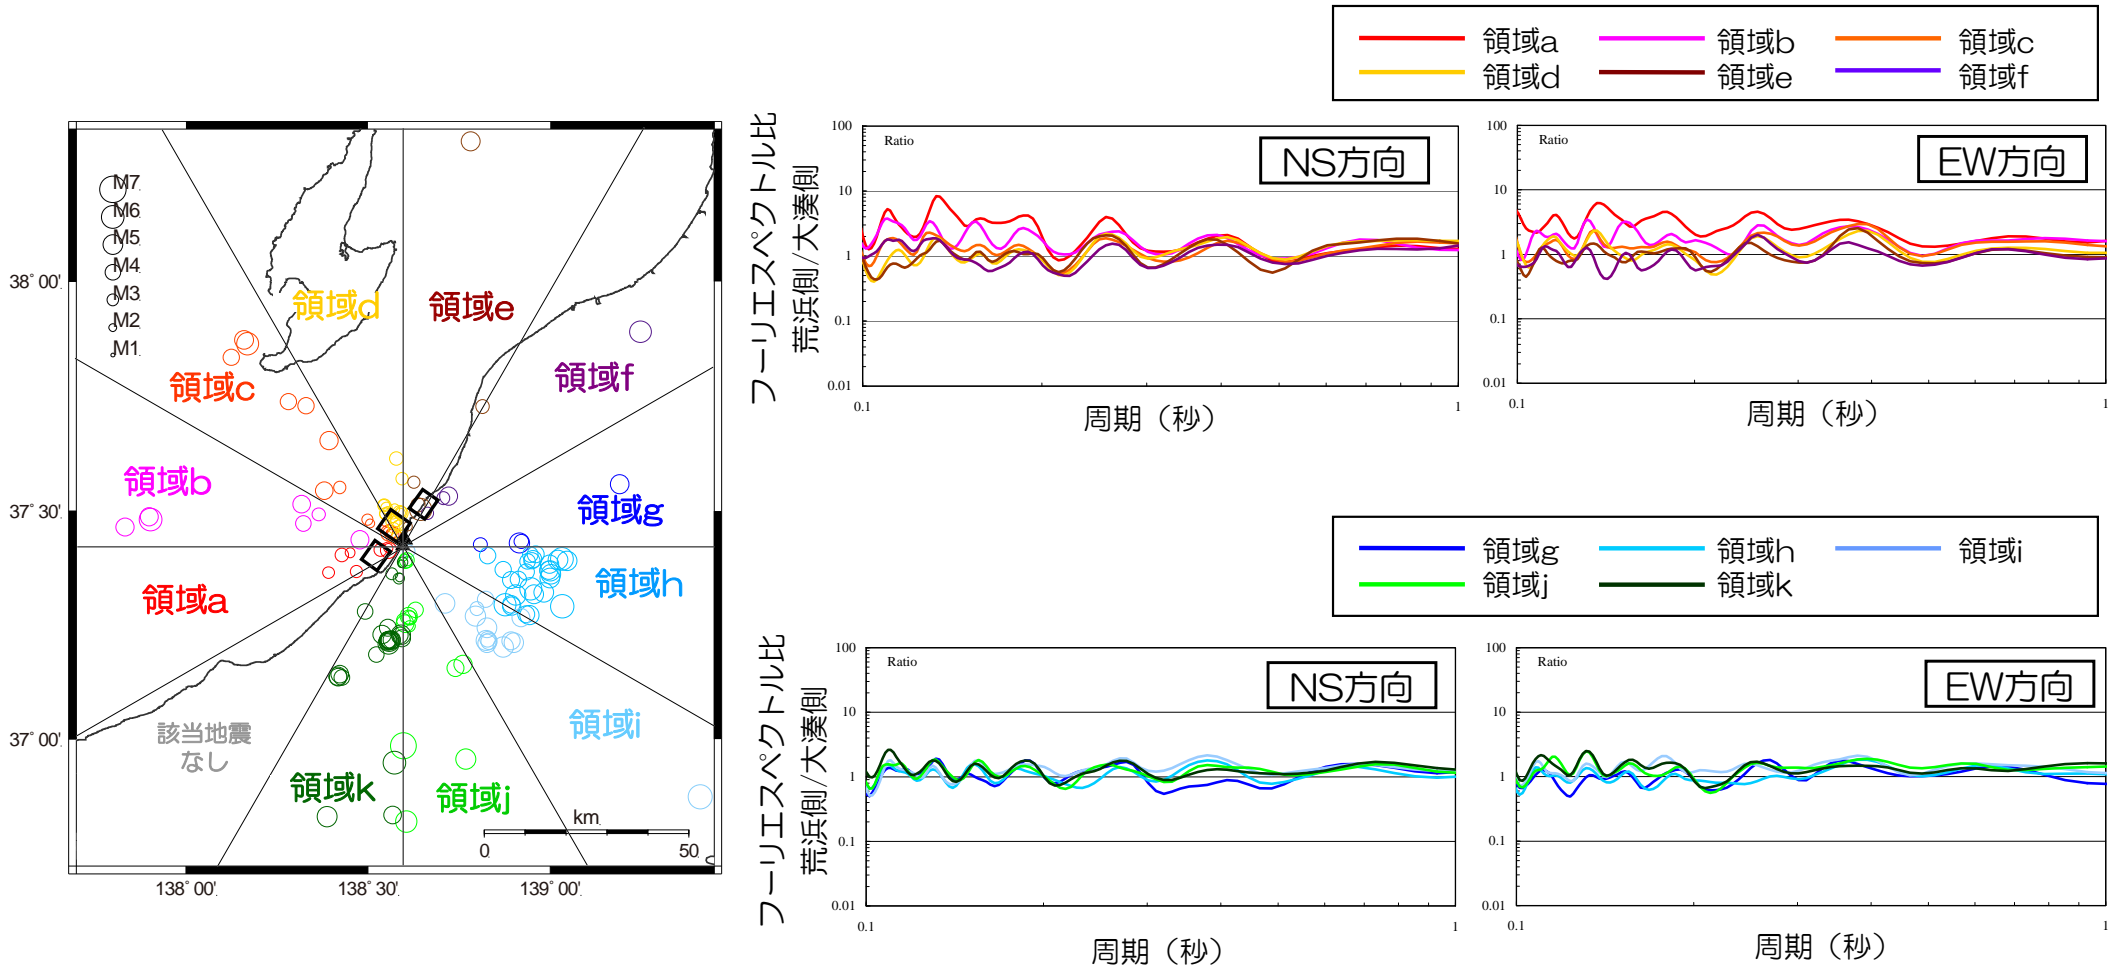 領域a 領域b 領域c
領域d 領域e 領域f
M7
M6
M5
M4
M3
M2
M1
38° 00'
37° 30'
37° 00'
138° 00'
138° 30'
139° 00'
領域d
領域e
領域c
領域f
領域b
領域g
領域a
領域h
該当地震
なし
領域i
領域k
領域j
km
0
50
フーリエスペクトル比
荒浜側/大湊側
100
10
1
0.1
0.01
Ratio
NS方向
0.1
1
周期（秒）
100
10
1
0.1
0.01
Ratio
EW方向
0.1
1
周期（秒）
領域g 領域h 領域i
領域j 領域k
フーリエスペクトル比
荒浜側/大湊側
100
10
1
0.1
0.01
Ratio
NS方向
0.1
1
周期（秒）
100
10
1
0.1
0.01
Ratio
EW方向
0.1
1
周期（秒）